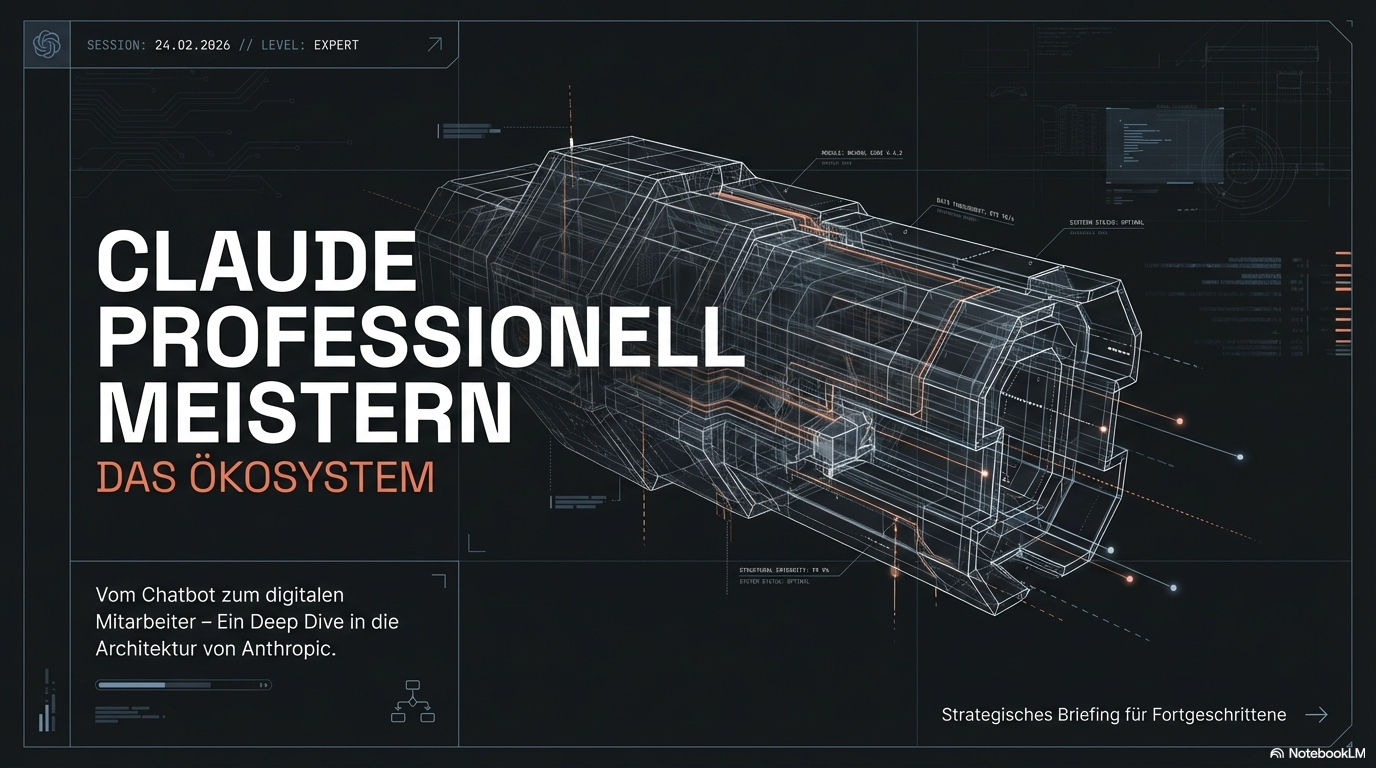 SESSION: 24.02.2026 // LEVEL: EXPERT
CLAUDE
PROFESSIONELL
MEISTERN
DAS ÖKOSYSTEM
Vom Chatbot zum digitalen
Mitarbeiter – Ein Deep Dive in die
Architektur von Anthropic.
Strategisches Briefing für Fortgeschrittene
NotebookLM